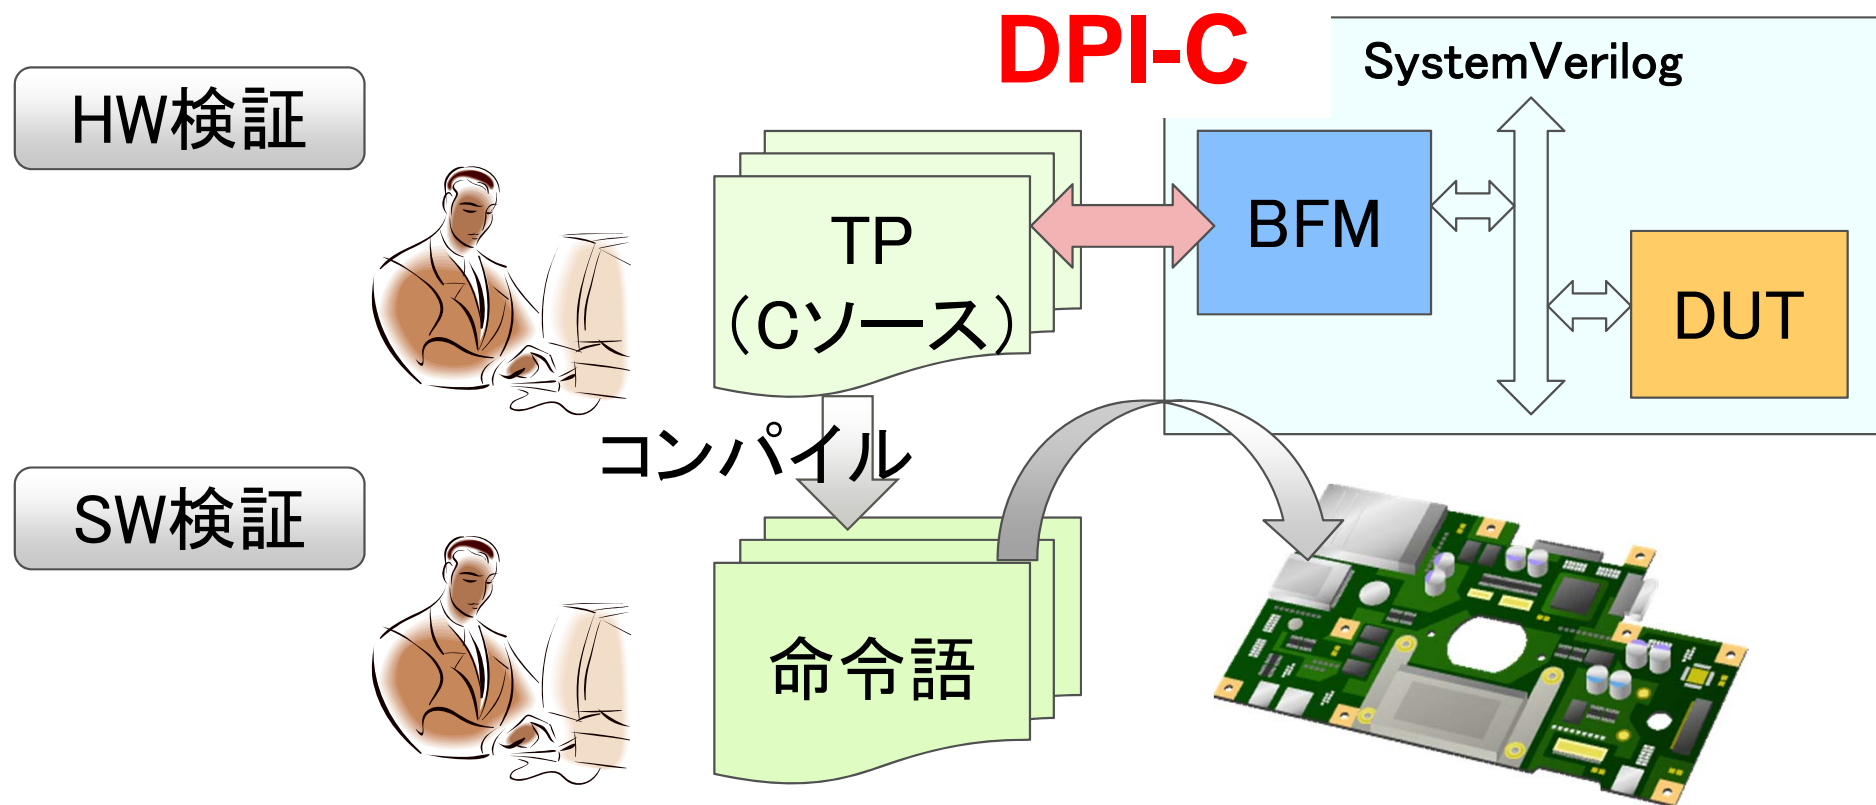 DPI-C
SystemVerilog
HW検証
TP
(Cソース)
BFM
DUT
コンパイル
SW検証
命令語